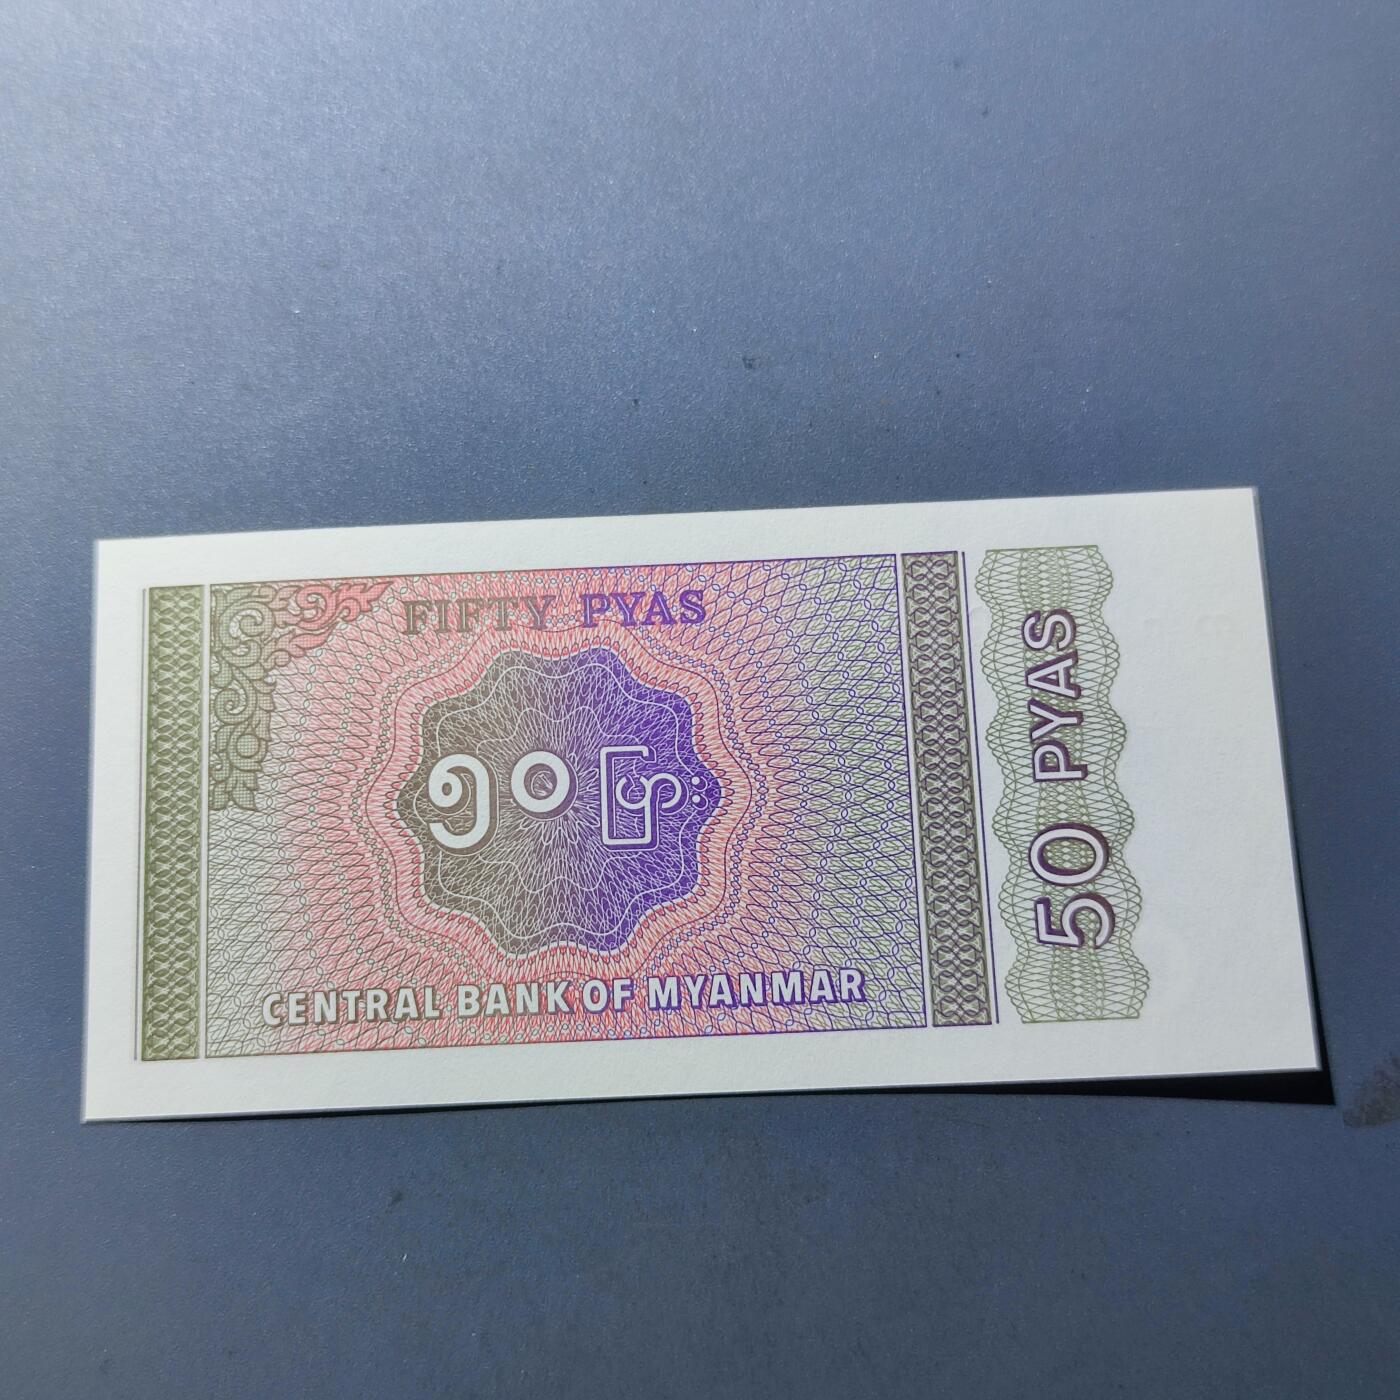 FIFTY PYAS
၅၀ ပြား
CENTRAL BANK OF MYANMAR
50 PYAS